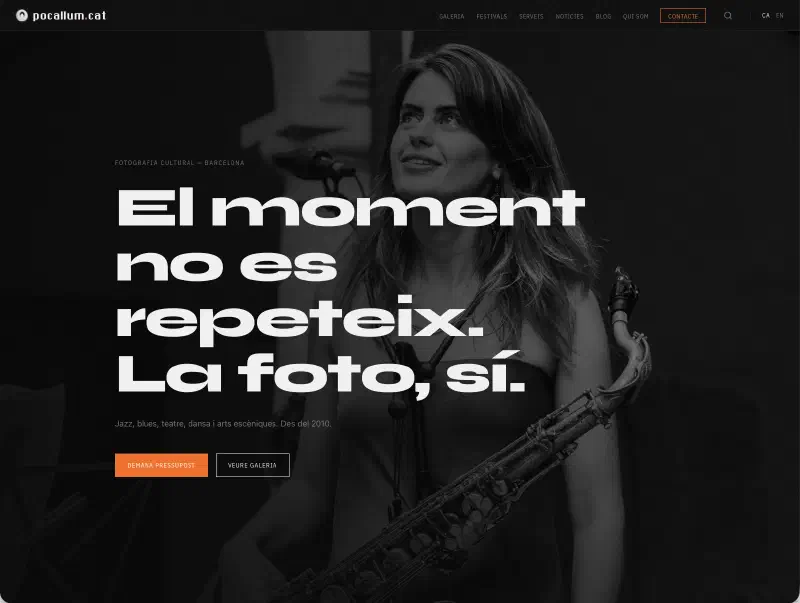 pocallum.cat
GALERIA FESTIVALS SERVEIS NOTÍCIES BLOG QUI SOM CONTACTE CA EN
FOTOGRAFIA CULTURAL — BARCELONA
El moment
no es
repeteix.
La foto, sí.
Jazz, blues, teatre, dansa i arts escèniques. Des del 2010.
DEMANA PRESSUPOST VEURE GALERIA